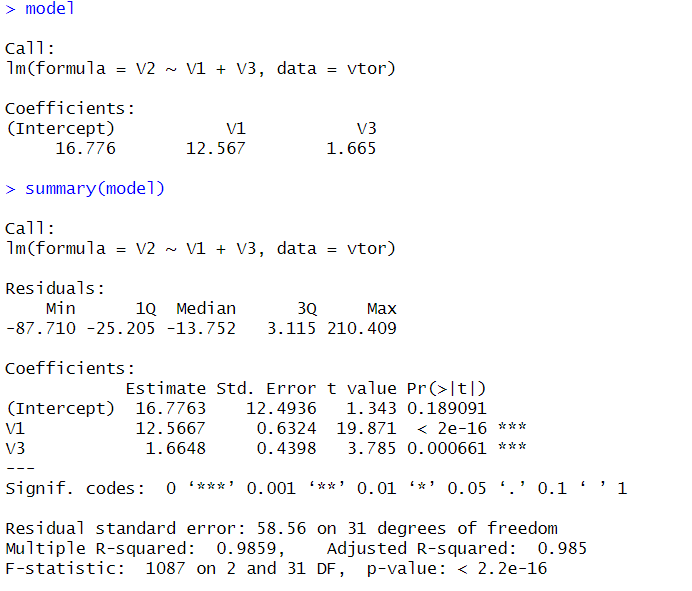 > model
Call:
lm(formula = V2 ~ V1 + V3, data = vtor)
Coefficients:
(Intercept)           V1           V3
     16.776       12.567        1.665
> summary(model)
Call:
lm(formula = V2 ~ V1 + V3, data = vtor)
Residuals:
    Min      1Q  Median      3Q     Max
-87.710 -25.205 -13.752   3.115 210.409
Coefficients:
            Estimate Std. Error t value Pr(>|t|)
(Intercept)  16.7763    12.4936   1.343 0.189091
V1           12.5667     0.6324  19.871  < 2e-16 ***
V3            1.6648     0.4398   3.785 0.000661 ***
---
Signif. codes:  0 ‘***’ 0.001 ‘**’ 0.01 ‘*’ 0.05 ‘.’ 0.1 ‘ ’ 1
Residual standard error: 58.56 on 31 degrees of freedom
Multiple R-squared:  0.9859,    Adjusted R-squared:  0.985
F-statistic:  1087 on 2 and 31 DF,  p-value: < 2.2e-16